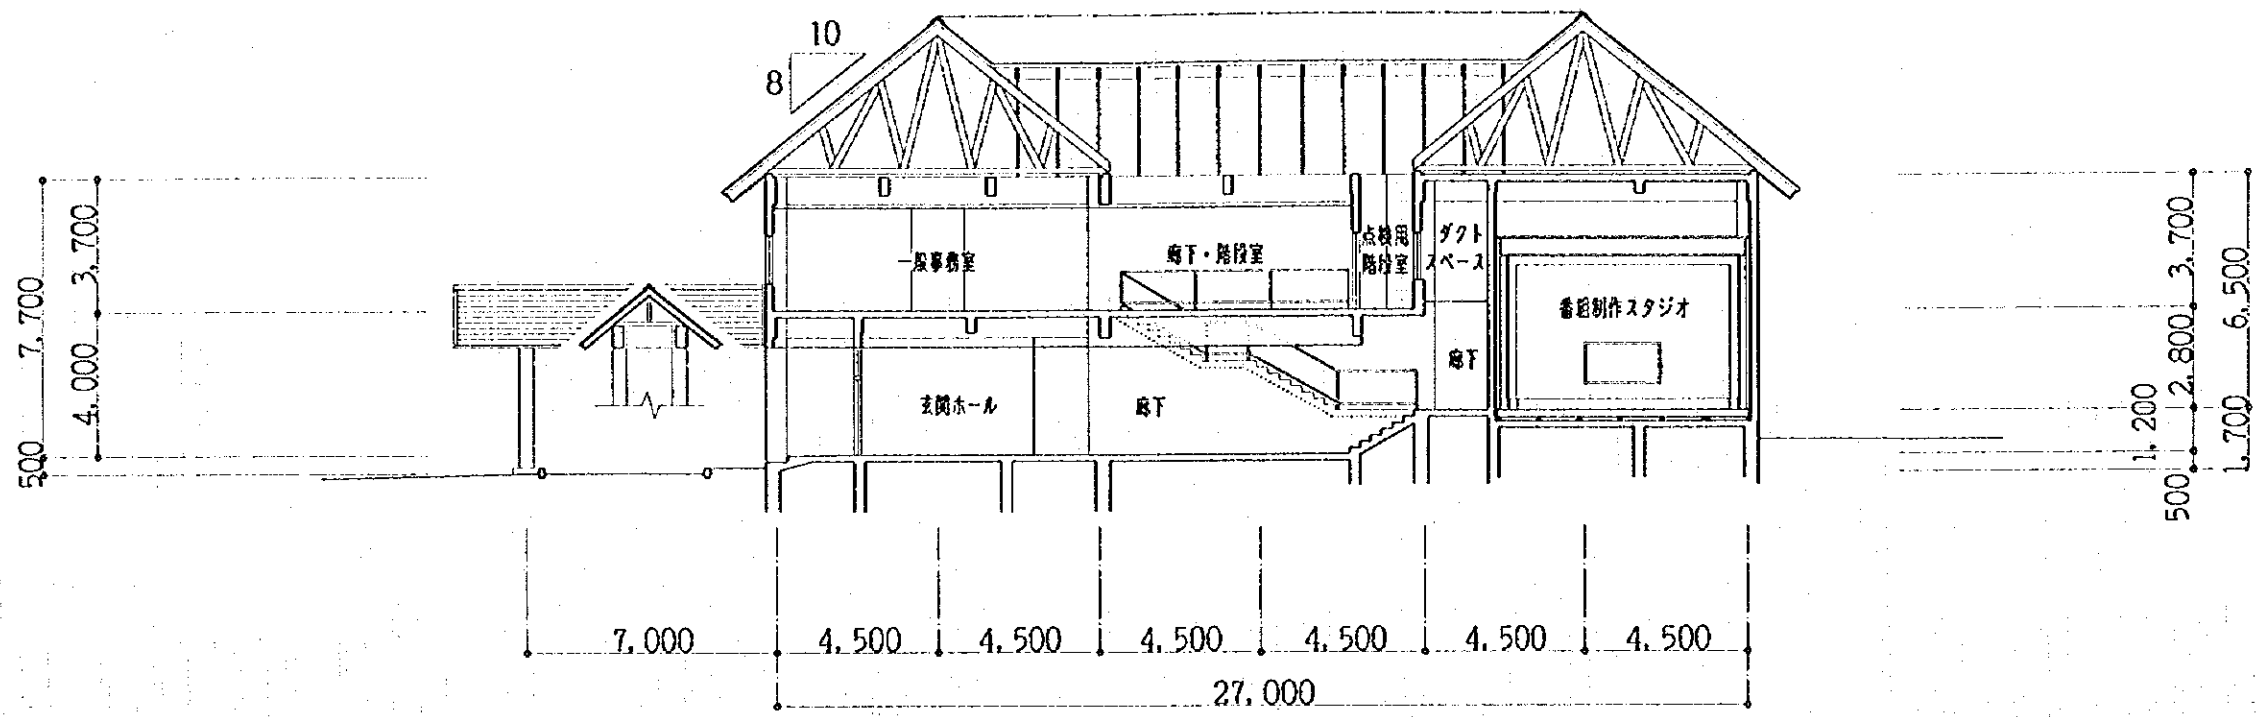 10
8
一般事務室
廊下・階段室
点検用
階段室
ダクト
スペース
番組制作スタジオ
玄関ホール
廊下
廊下
7,700
500
3,700
4,000
3,700
2,800
1,200
500
6,500
1,700
7,000
4,500
4,500
4,500
4,500
4,500
4,500
27,000